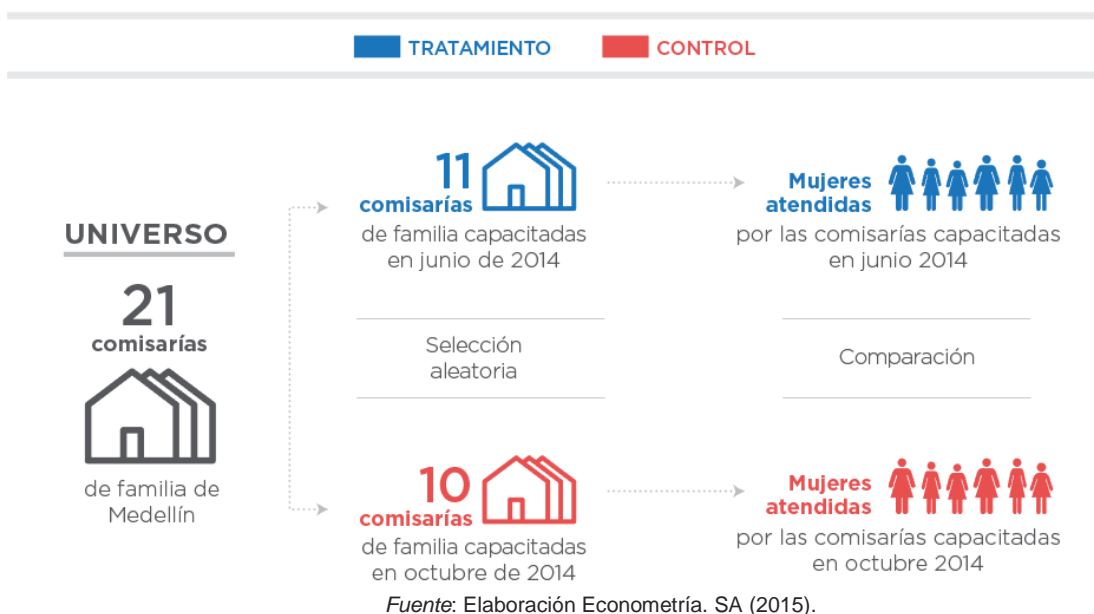 TRATAMIENTO
CONTROL
UNIVERSO
21
comisarías
de familia de
Medellín
11
comisarías
de familia capacitadas
en junio de 2014
Mujeres
atendidas
por las comisarías capacitadas
en junio 2014
Selección
aleatoria
Comparación
10
comisarías
de familia capacitadas
en octubre de 2014
Mujeres
atendidas
por las comisarías capacitadas
en octubre 2014
Fuente: Elaboración Econometría. SA (2015).